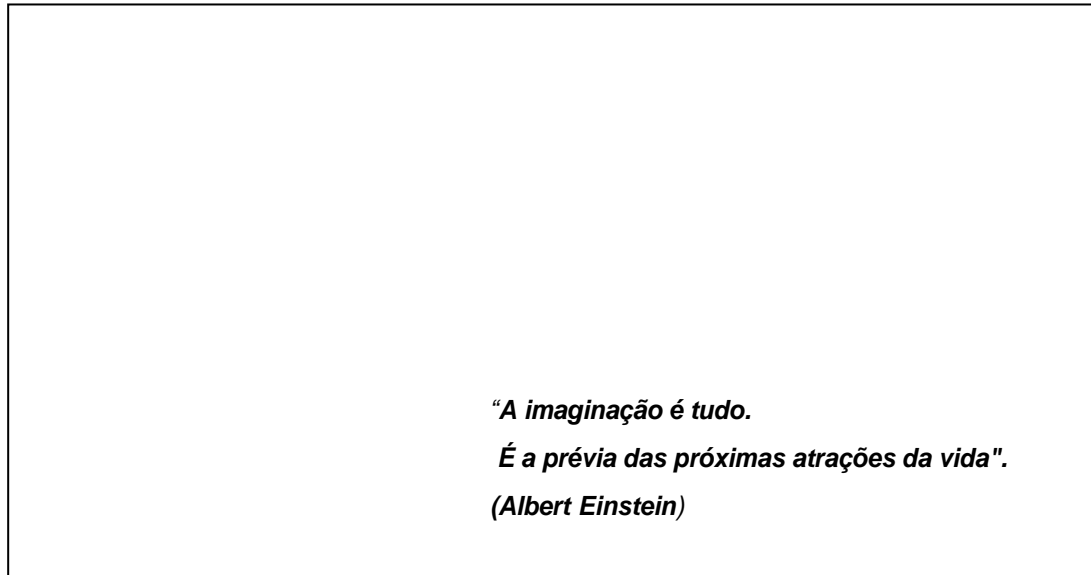 “A imaginação é tudo.
É a prévia das próximas atrações da vida".
(Albert Einstein)